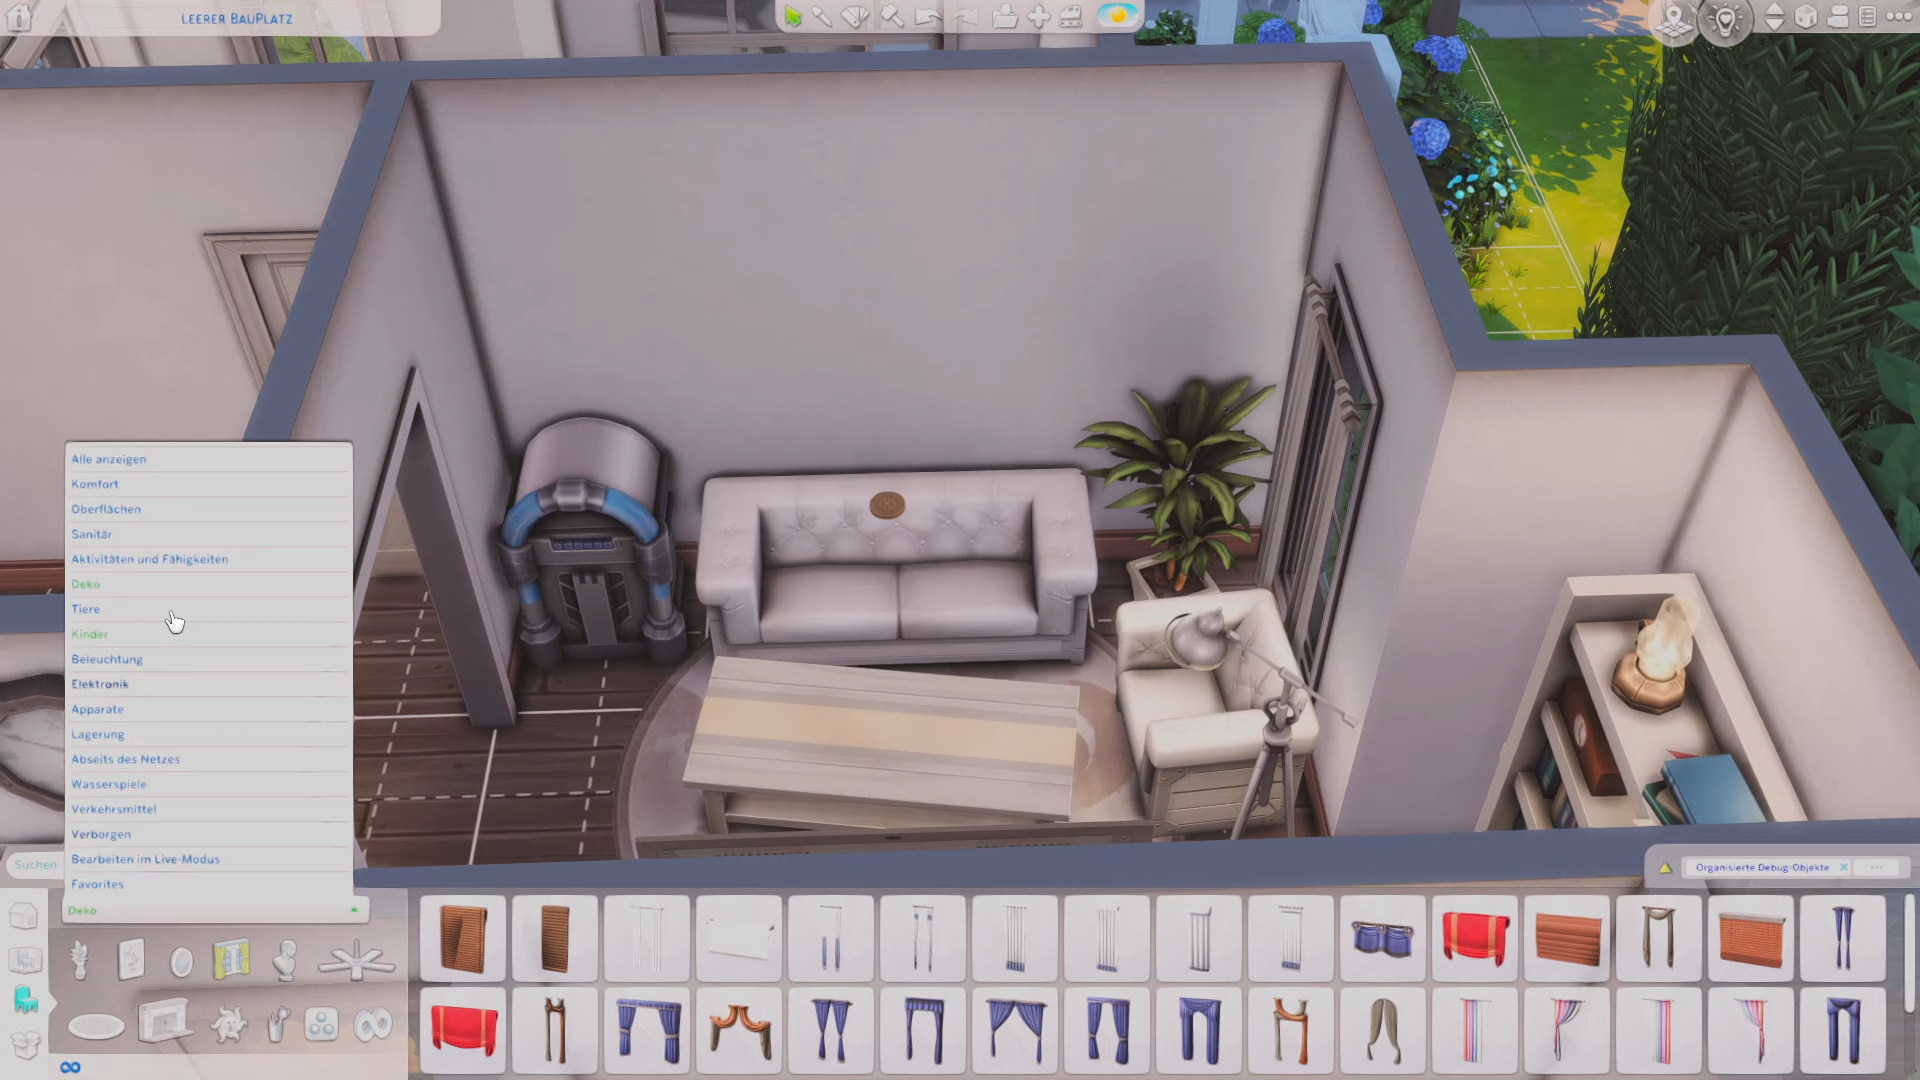 LEERER BAUPLATZ
Alle anzeigen
Komfort
Oberflächen
Sanitär
Aktivitäten und Fähigkeiten
Deko
Tiere
Kinder
Beleuchtung
Elektronik
Apparate
Lagerung
Abseits des Netzes
Wasserspiele
Verkehrsmittel
Verborgen
Bearbeiten im Live-Modus
Favorites
Suchen
Deko
Organisierte Debug-Objekte